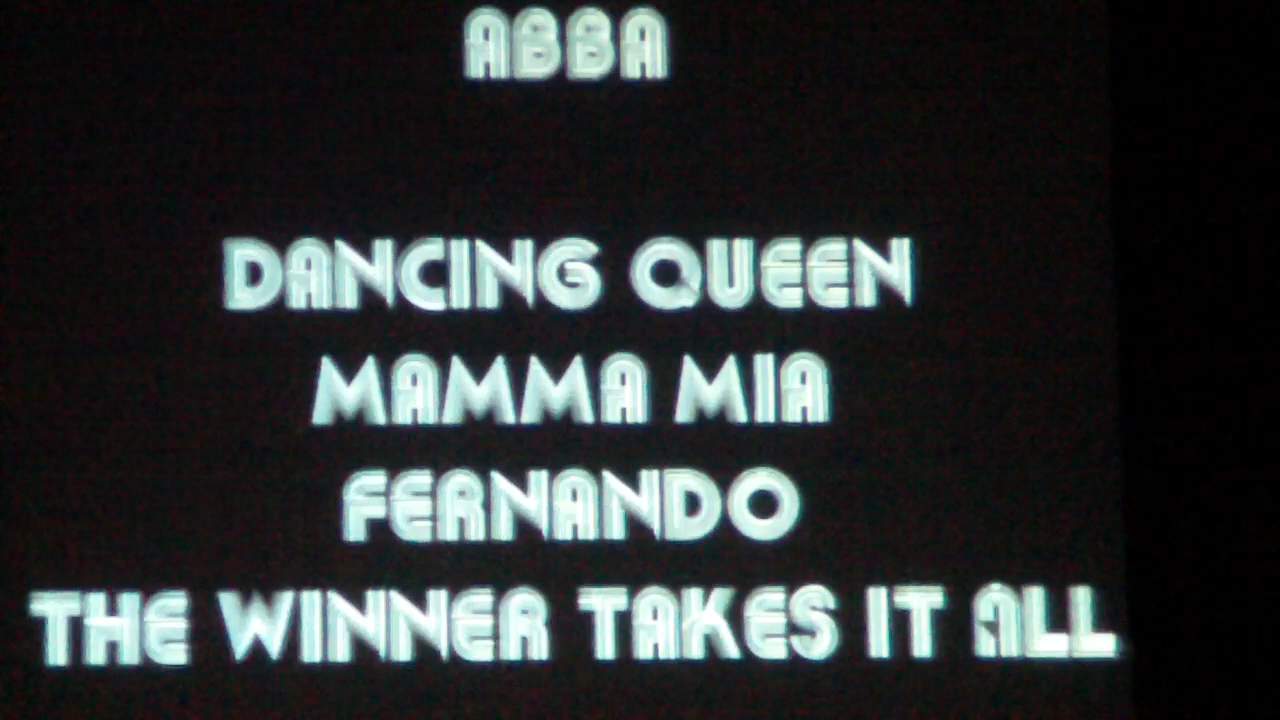 ABBA
DANCING QUEEN
MAMMA MIA
FERNANDO
THE WINNER TAKES IT ALL